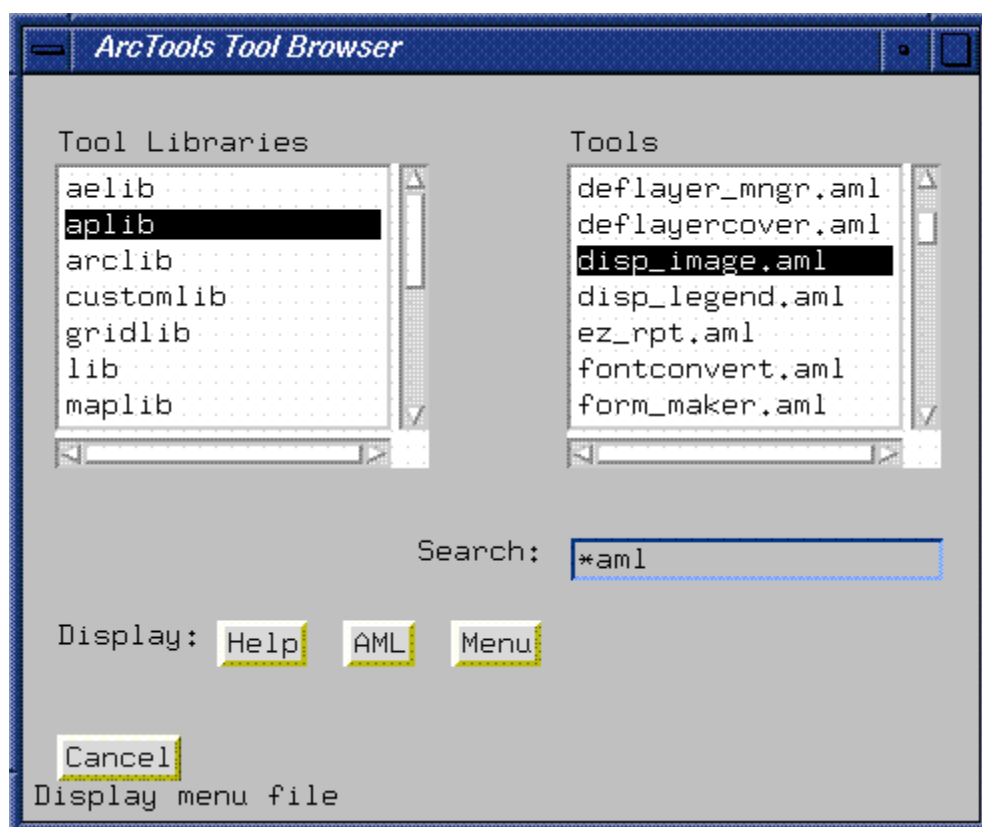 ArcTools Tool Browser
Tool Libraries
aelib
aplib
arclib
customlib
gridlib
lib
maplib
Tools
deflayer_mngr.aml
deflayercover.aml
disp_image.aml
disp_legend.aml
ez_rpt.aml
fontconvert.aml
form_maker.aml
Search: *aml
Display: Help AML Menu
Cancel
Display menu file